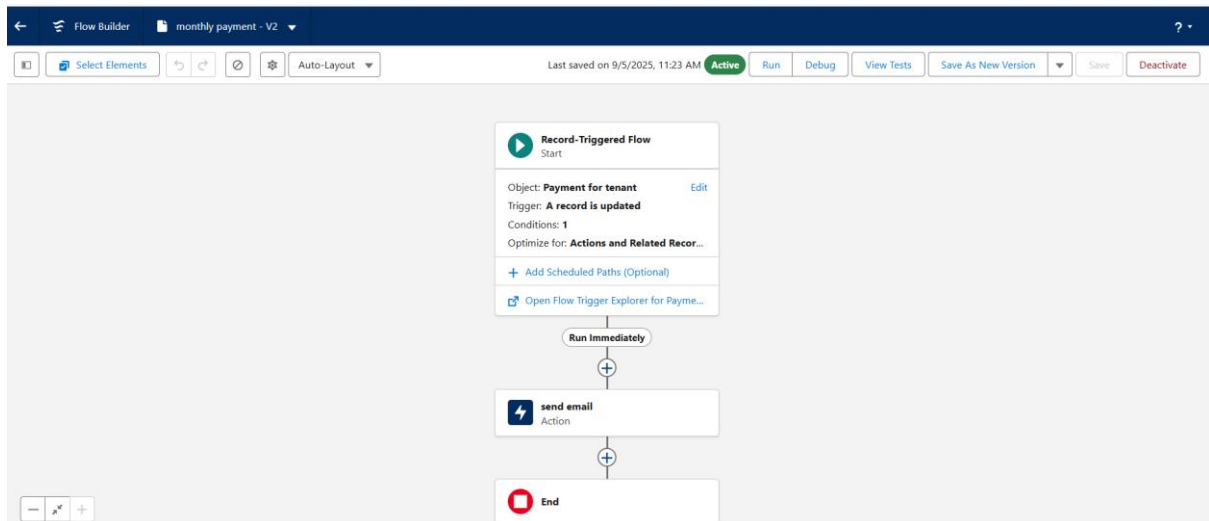 Flow Builder
monthly payment - V2
?
Select Elements
Auto-Layout
Last saved on 9/5/2025, 11:23 AM
Active
Run
Debug
View Tests
Save As New Version
Save
Deactivate
Record-Triggered Flow
Start
Object: Payment for tenant
Edit
Trigger: A record is updated
Conditions: 1
Optimize for: Actions and Related Recor...
+ Add Scheduled Paths (Optional)
Open Flow Trigger Explorer for Payme...
Run Immediately
send email
Action
End